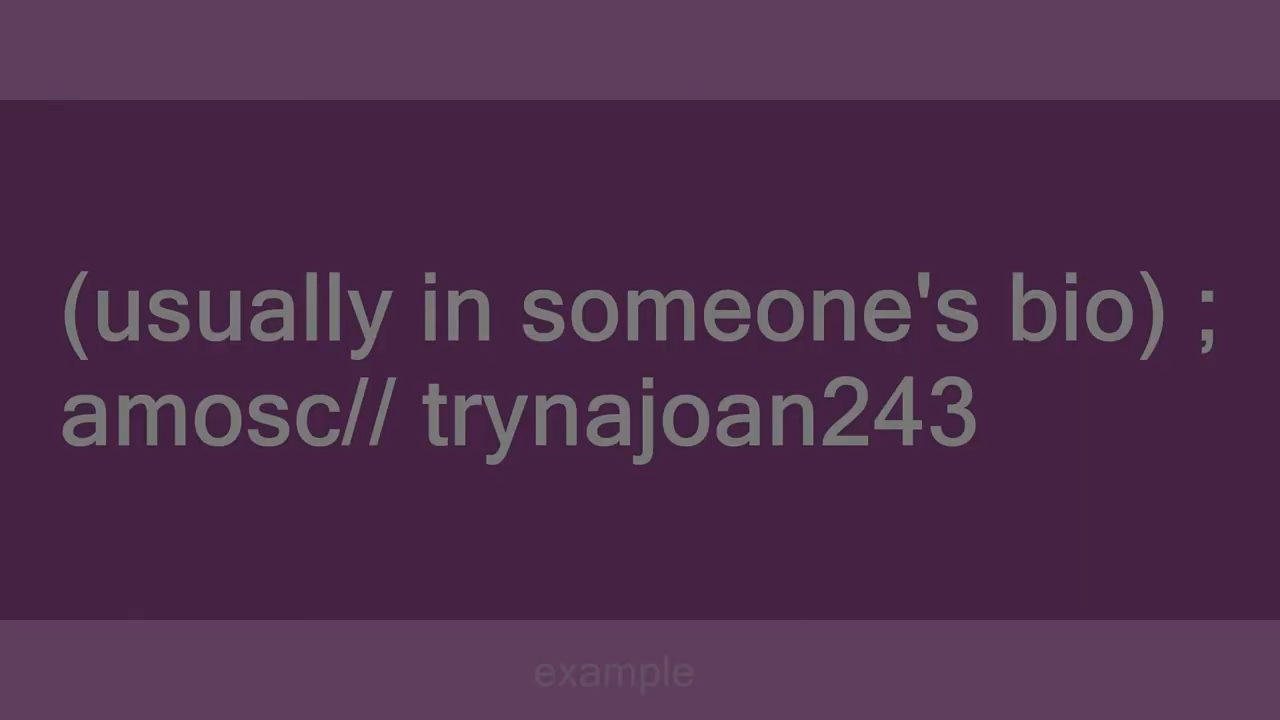 (usually in someone's bio) ;
amosc// trynajoan243
example